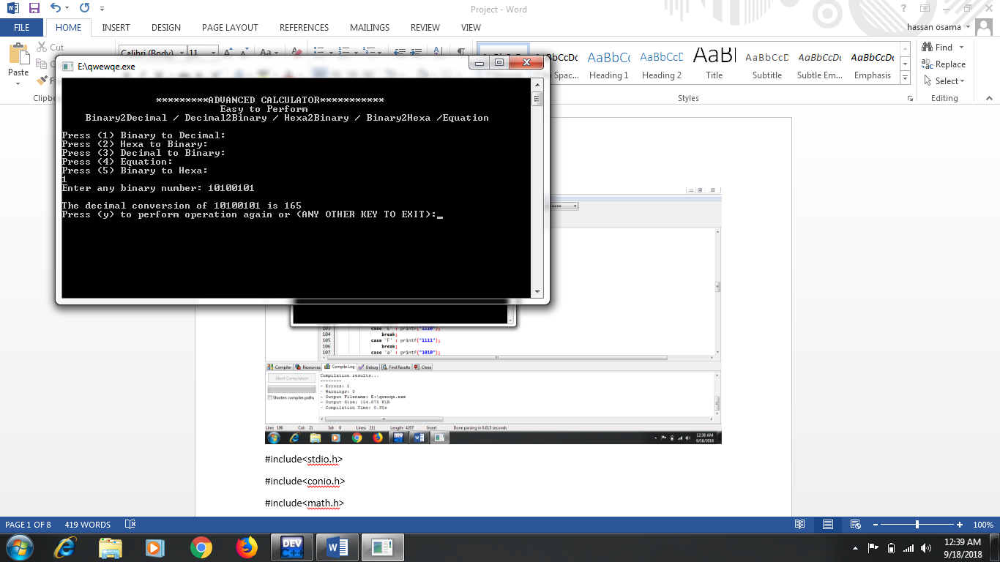 Project - Word
FILE HOME INSERT DESIGN PAGE LAYOUT REFERENCES MAILINGS REVIEW VIEW
hassan osama
Cut
Calibri (Body) 11
Paste
Clipb
Spac... Heading 1 Heading 2 Title Subtitle Subtle Em... Emphasis
Styles
Find
Replace
Select
Editing
E:\qwewqe.exe
*********ADVANCED CALCULATOR***********
Easy to Perform
Binary2Decimal / Decimal2Binary / Hexa2Binary / Binary2Hexa /Equation
Press (1) Binary to Decimal:
Press (2) Hexa to Binary:
Press (3) Decimal to Binary:
Press (4) Equation:
Press (5) Binary to Hexa:
1
Enter any binary number: 10100101
The decimal conversion of 10100101 is 165
Press (y) to perform operation again or (ANY OTHER KEY TO EXIT):_
103 case 'E' : printf("1110");
104 break;
105 case 'F' : printf("1111");
106 break;
107 case 'a' : printf("1010");
Compiler Resources Compile Log Debug Find Results Close
Abort Compilation
Shorten compiler paths
Compilation results...
--------
- Errors: 0
- Warnings: 0
- Output Filename: E:\qwewqe.exe
- Output Size: 154.875 KiB
- Compilation Time: 0.30s
Line: 198 Col: 21 Sel: 0 Lines: 211 Length: 4207 Insert Done parsing in 0.015 seconds
12:38 AM
9/18/2018
#include<stdio.h>
#include<conio.h>
#include<math.h>
PAGE 1 OF 8 419 WORDS
100%
DEV C++
12:39 AM
9/18/2018